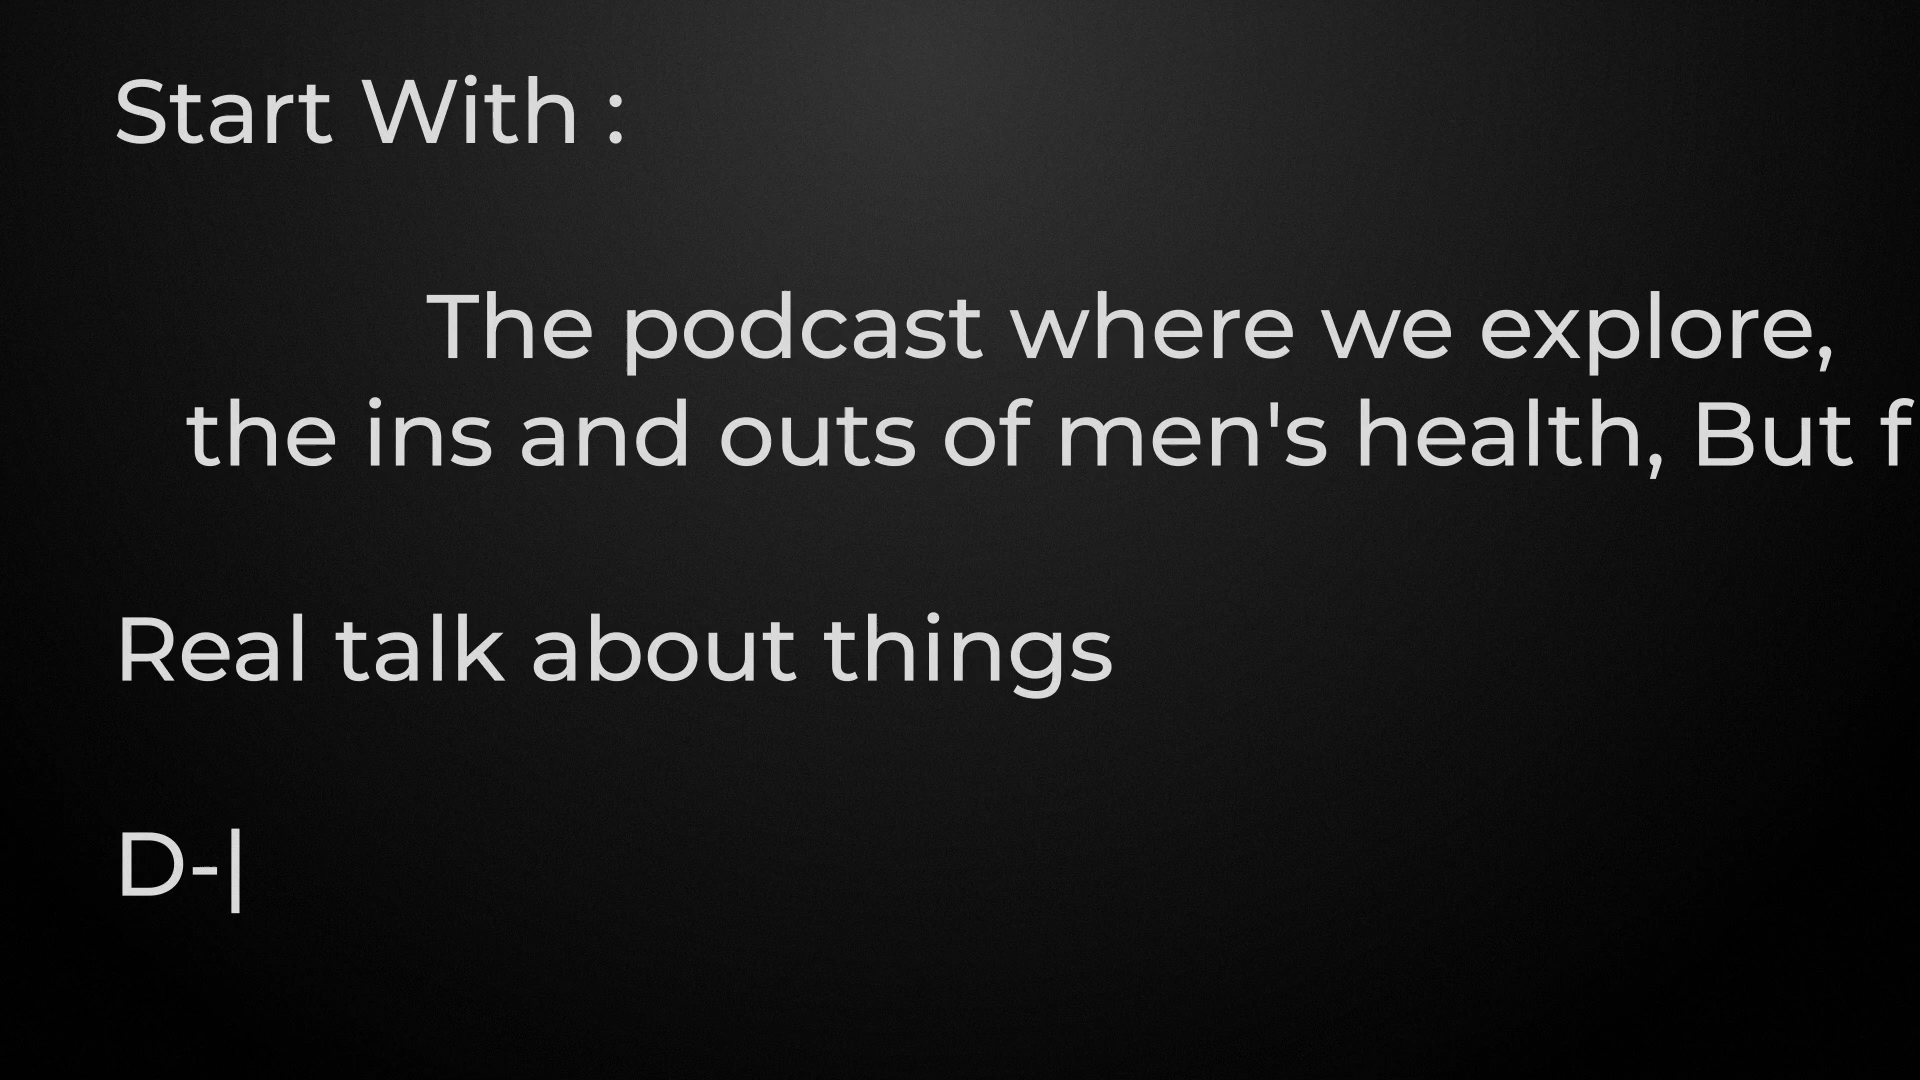 Start With :
The podcast where we explore,
the ins and outs of men's health, But f
Real talk about things
D-|